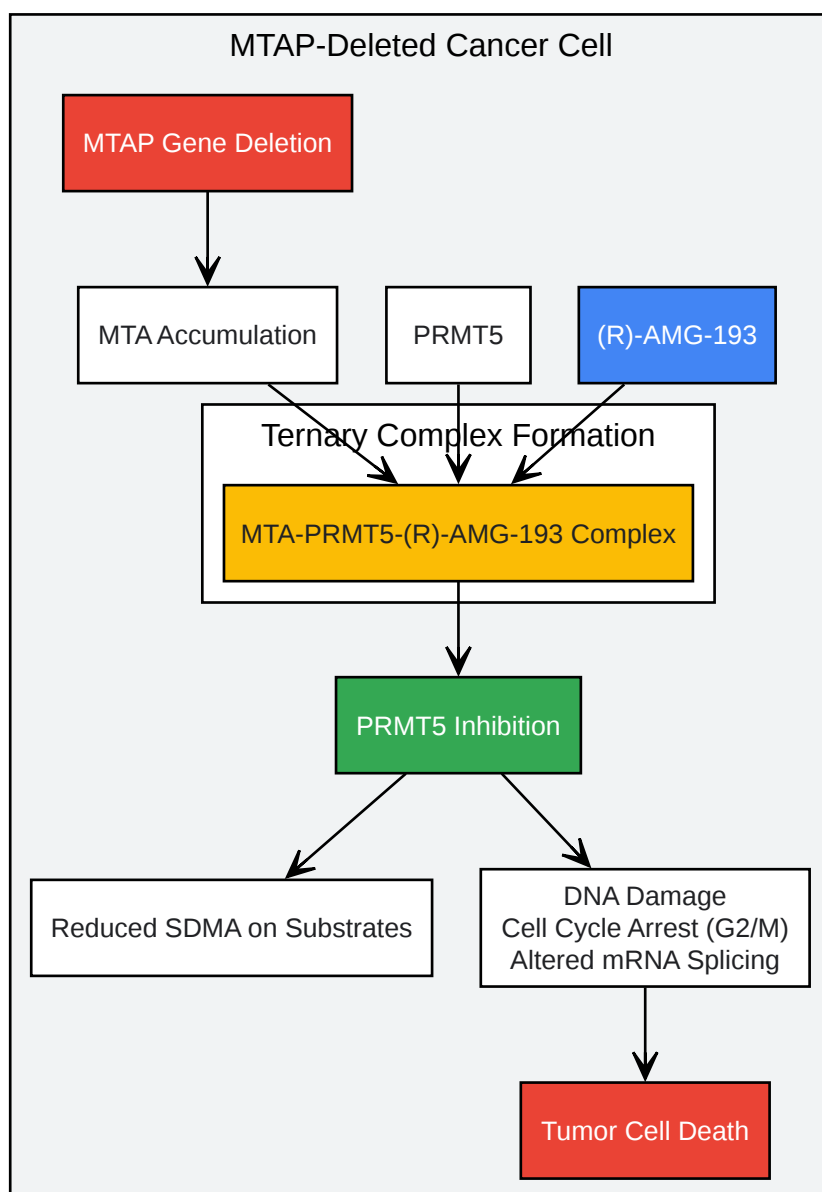 MTAP-Deleted Cancer Cell
MTAP Gene Deletion
MTA Accumulation
PRMT5
(R)-AMG-193
Ternary Complex Formation
MTA-PRMT5-(R)-AMG-193 Complex
PRMT5 Inhibition
Reduced SDMA on Substrates
DNA Damage
Cell Cycle Arrest (G2/M)
Altered mRNA Splicing
Tumor Cell Death